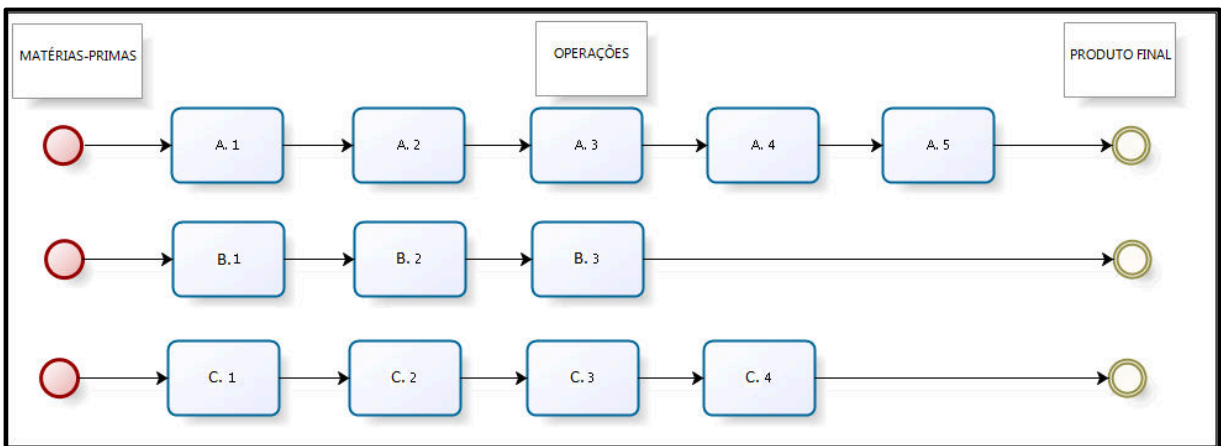 MATÉRIAS-PRIMAS
OPERAÇÕES
PRODUTO FINAL
A. 1
A. 2
A. 3
A. 4
A. 5
B. 1
B. 2
B. 3
C. 1
C. 2
C. 3
C. 4